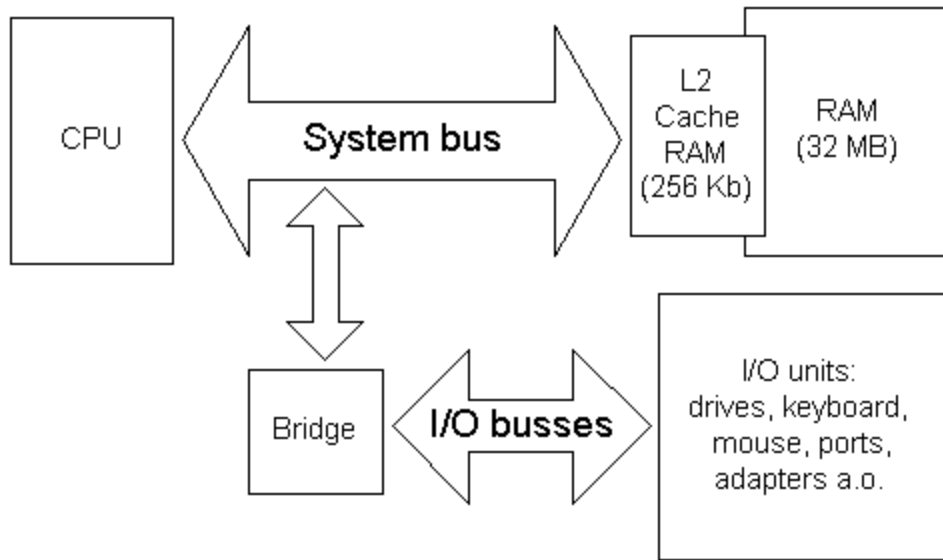 CPU
System bus
L2
Cache
RAM
(256 Kb)
RAM
(32 MB)
Bridge
I/O busses
I/O units:
drives, keyboard,
mouse, ports,
adapters a.o.